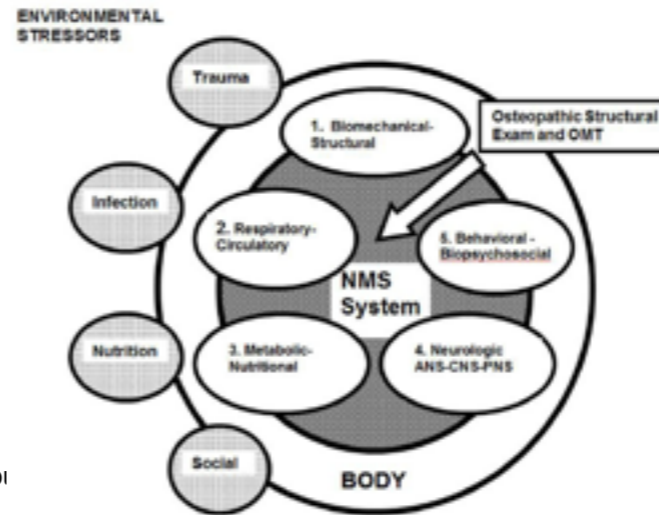 ENVIRONMENTAL
STRESSORS
Trauma
1. Biomechanical-
Structural
Osteopathic Structural
Exam and OMT
Infection
2. Respiratory-
Circulatory
5. Behavioral -
Biopsychosocial
NMS
System
Nutrition
3. Metabolic-
Nutritional
4. Neurologic
ANS-CNS-PNS
Social
BODY